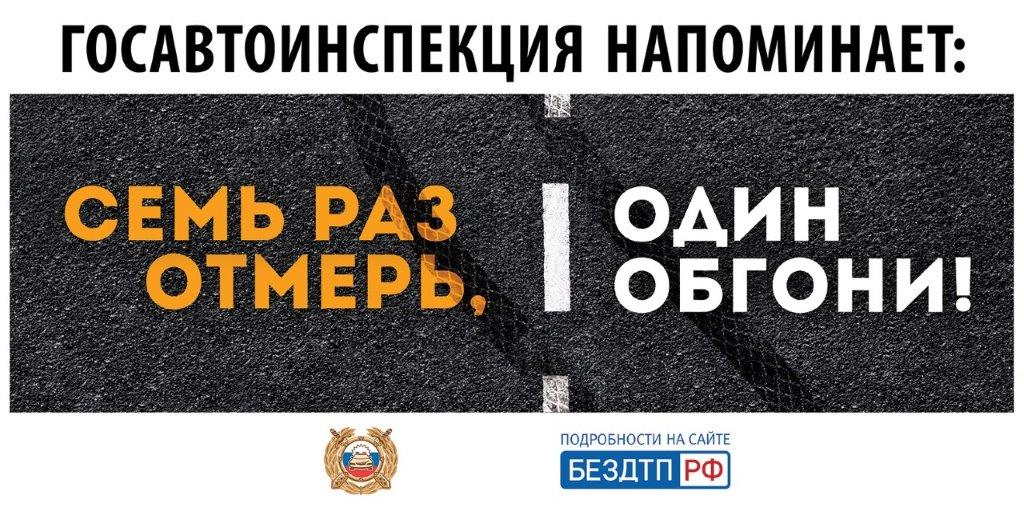 ГОСАВТОИНСПЕКЦИЯ НАПОМИНАЕТ:
СЕМЬ РАЗ
ОТМЕРЬ,
ОДИН
ОБГОНИ!
ПОДРОБНОСТИ НА САЙТЕ
БЕЗДТП РФ